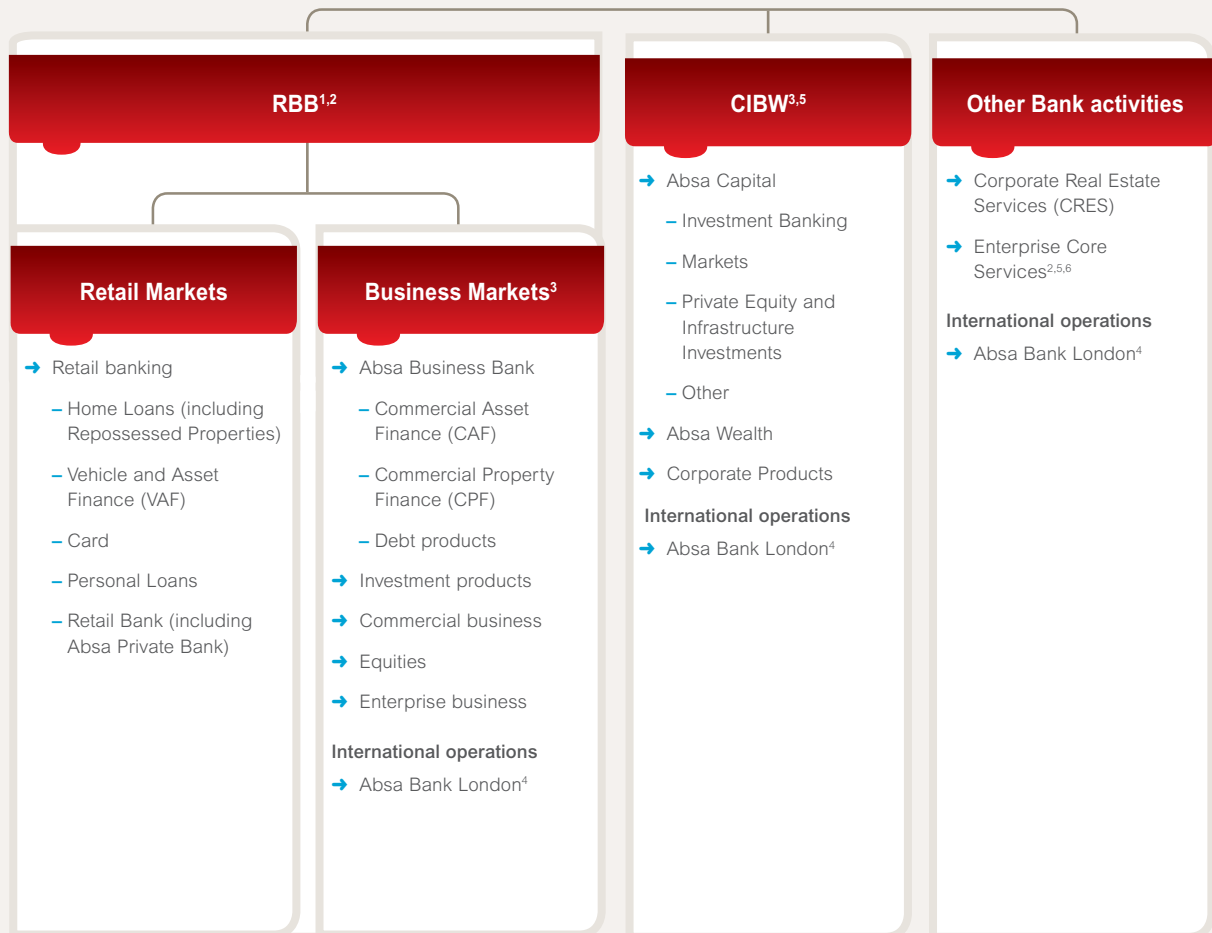 RBB1,2
CIBW3,5
Other Bank activities
Retail Markets
➜ Retail banking
– Home Loans (including
Repossessed Properties)
– Vehicle and Asset
Finance (VAF)
– Card
– Personal Loans
– Retail Bank (including
Absa Private Bank)
Business Markets3
➜ Absa Business Bank
– Commercial Asset
Finance (CAF)
– Commercial Property
Finance (CPF)
– Debt products
➜ Investment products
➜ Commercial business
➜ Equities
➜ Enterprise business
International operations
➜ Absa Bank London4
➜ Absa Capital
– Investment Banking
– Markets
– Private Equity and
Infrastructure
Investments
– Other
➜ Absa Wealth
➜ Corporate Products
International operations
➜ Absa Bank London4
➜ Corporate Real Estate
Services (CRES)
➜ Enterprise Core
Services2,5,6
International operations
➜ Absa Bank London4